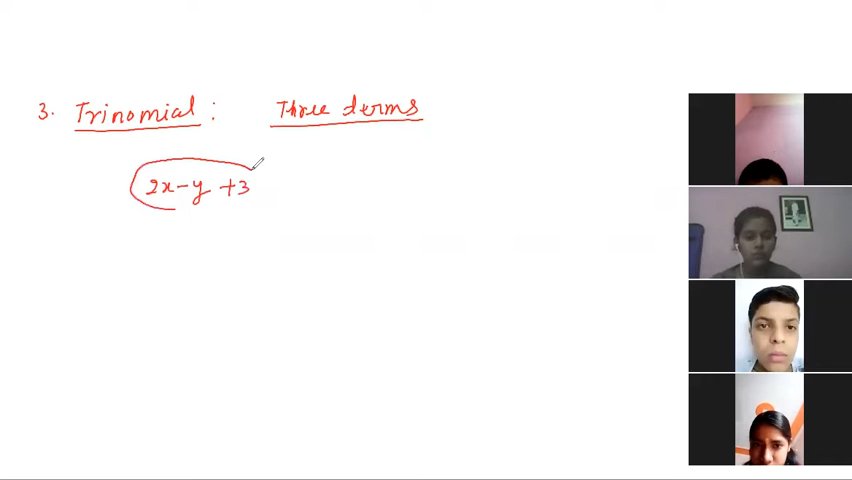 3. Trinomial : Three terms
2x-y +3